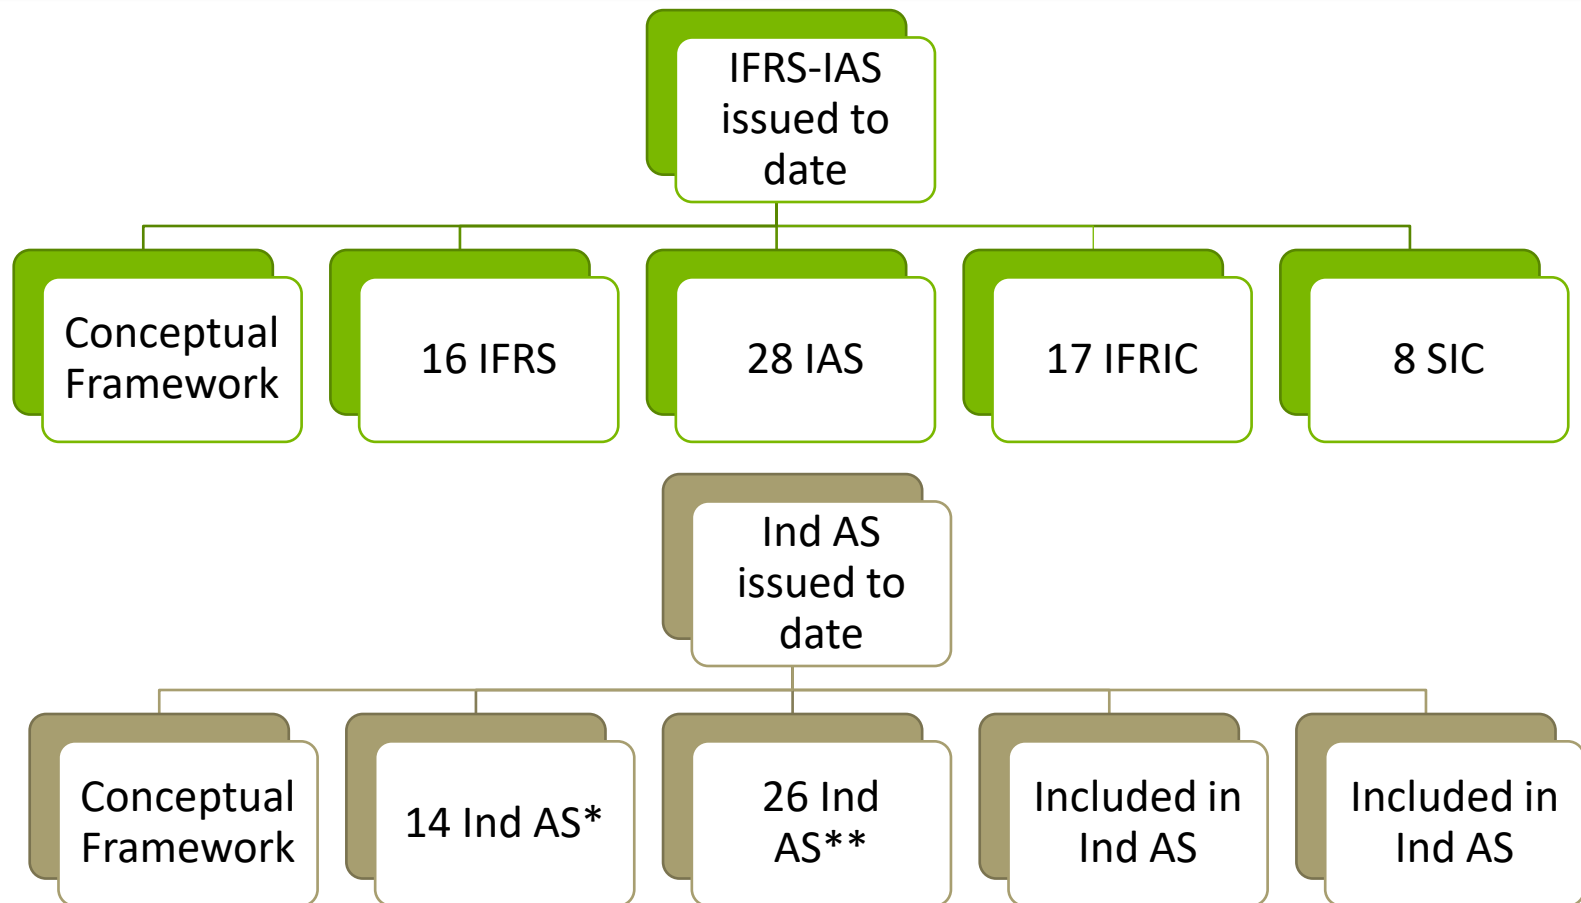 IFRS-IAS
issued to
date
Conceptual
Framework
16 IFRS
28 IAS
17 IFRIC
8 SIC
Ind AS
issued to
date
Conceptual
Framework
14 Ind AS*
26 Ind
AS**
Included in
Ind AS
Included in
Ind AS